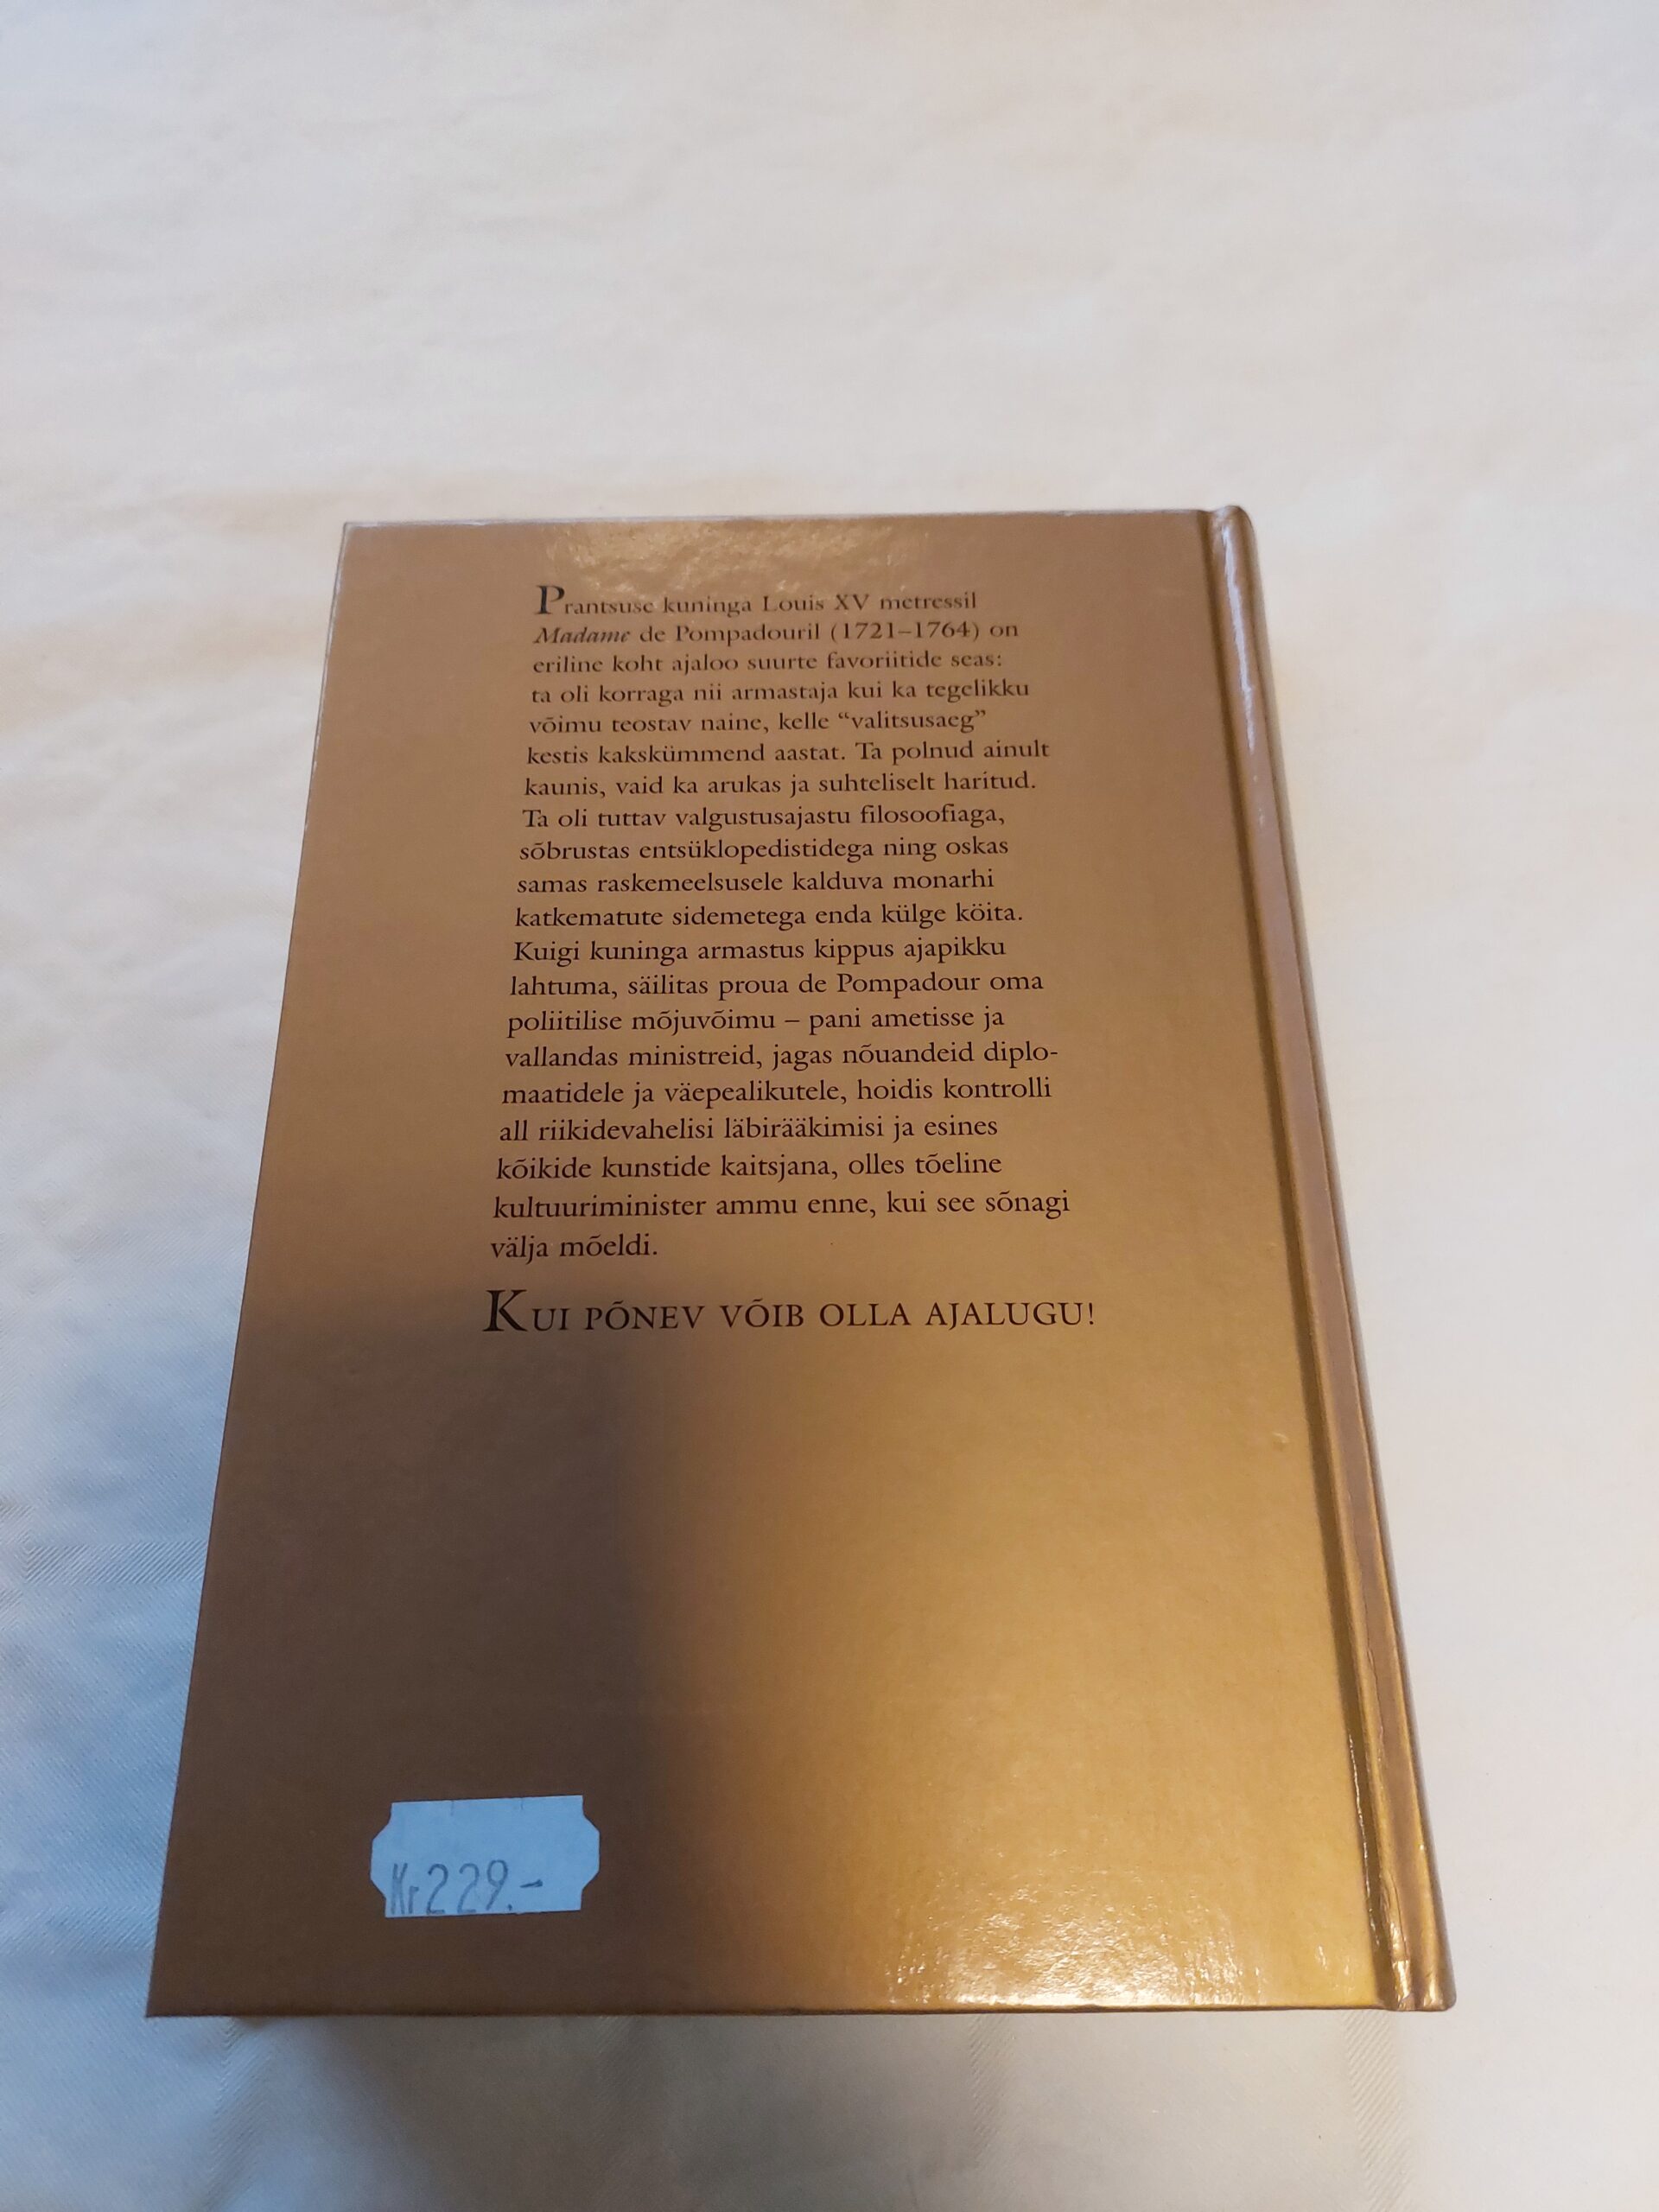 Prantsuse kuninga Louis XV metressil
Madame de Pompadouril (1721–1764) on
eriline koht ajaloo suurte favoriitide seas:
ta oli korraga nii armastaja kui ka tegelikku
võimu teostav naine, kelle “valitsusaeg”
kestis kakskümmend aastat. Ta polnud ainult
kaunis, vaid ka arukas ja suhteliselt haritud.
Ta oli tuttav valgustusajastu filosoofiaga,
sõbrustas entsüklopedistidega ning oskas
samas raskemeelsusele kalduva monarhi
katkematute sidemetega enda külge köita.
Kuigi kuninga armastus kippus ajapikku
lahtuma, säilitas proua de Pompadour oma
poliitilise mõjuvõimu – pani ametisse ja
vallandas ministreid, jagas nõuandeid diplo-
maatidele ja väepealikutele, hoidis kontrolli
all riikidevahelisi läbirääkimisi ja esines
kõikide kunstide kaitsjana, olles tõeline
kultuuriminister ammu enne, kui see sõnagi
välja mõeldi.
KUI PÕNEV VÕIB OLLA AJALUGU!
Kr 229.-